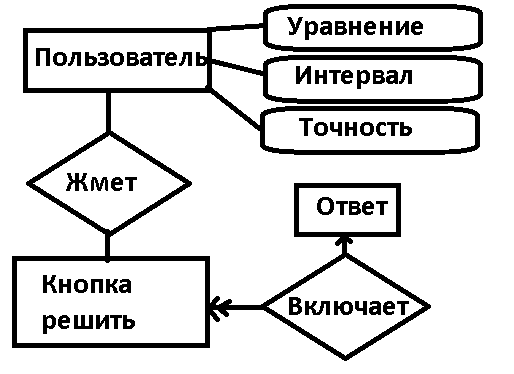 Уравнение
Пользователь
Интервал
Точность
Жмет
Ответ
Кнопка
решить
Включает